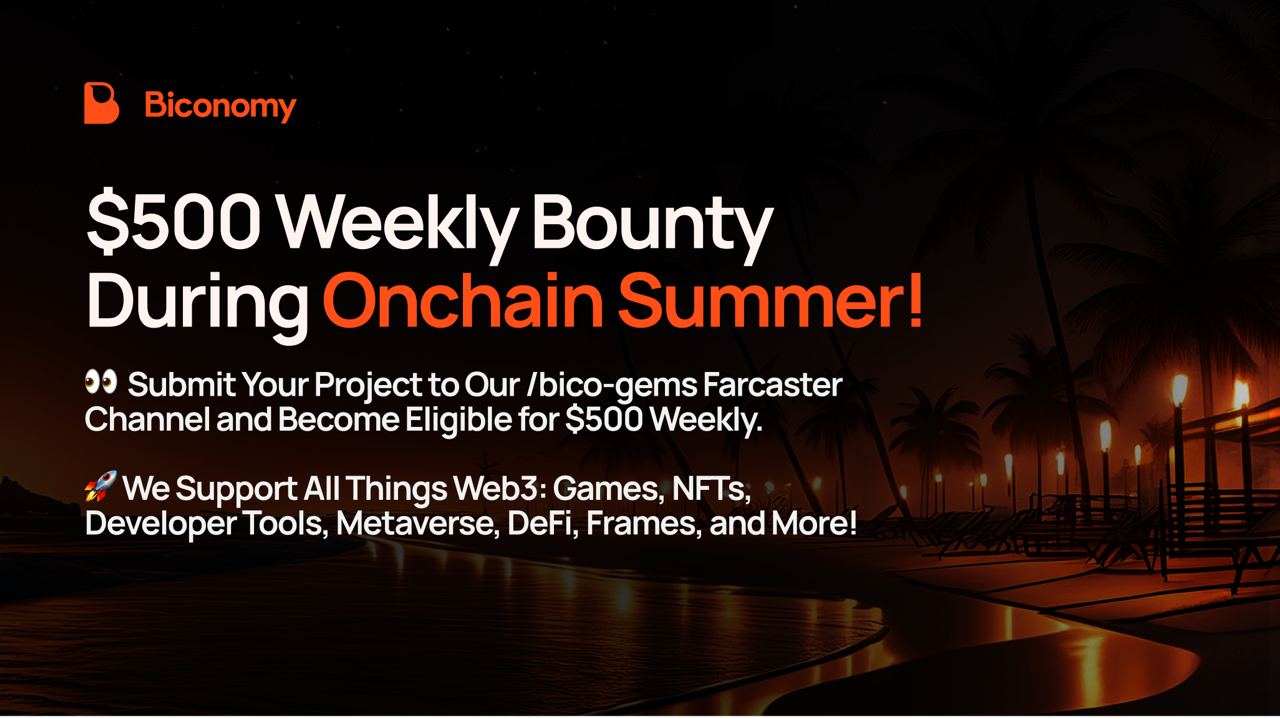 Biconomy
$500 Weekly Bounty
During Onchain Summer!
👀 Submit Your Project to Our /bico-gems Farcaster
Channel and Become Eligible for $500 Weekly.
🚀 We Support All Things Web3: Games, NFTs,
Developer Tools, Metaverse, DeFi, Frames, and More!